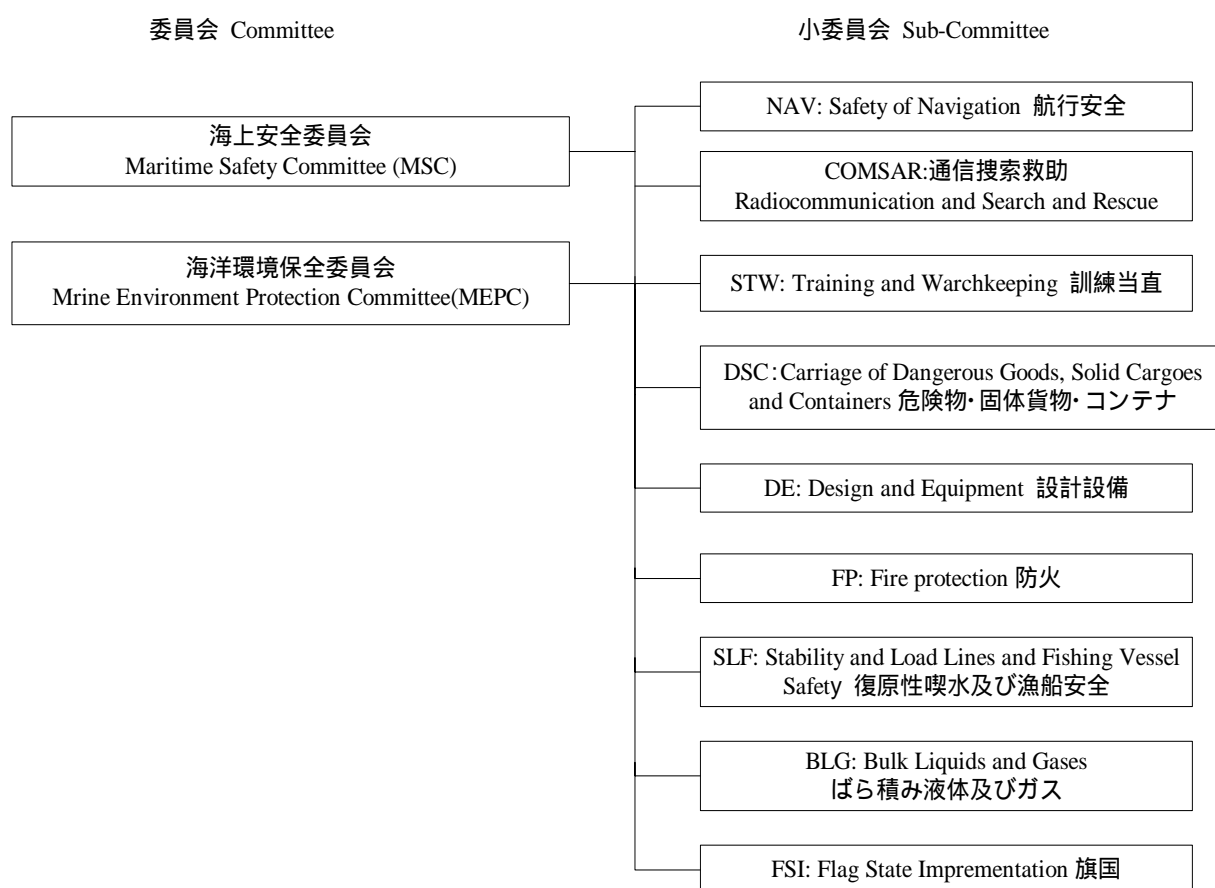 委員会 Committee
小委員会 Sub-Committee
海上安全委員会
Maritime Safety Committee (MSC)
海洋環境保全委員会
Mrine Environment Protection Committee(MEPC)
NAV: Safety of Navigation 航行安全
COMSAR:通信捜索救助
Radiocommunication and Search and Rescue
STW: Training and Warchkeeping 訓練当直
DSC:Carriage of Dangerous Goods, Solid Cargoes
and Containers 危険物・固体貨物・コンテナ
DE: Design and Equipment 設計設備
FP: Fire protection 防火
SLF: Stability and Load Lines and Fishing Vessel
Safety 復原性喫水及び漁船安全
BLG: Bulk Liquids and Gases
ばら積み液体及びガス
FSI: Flag State Imprementation 旗国